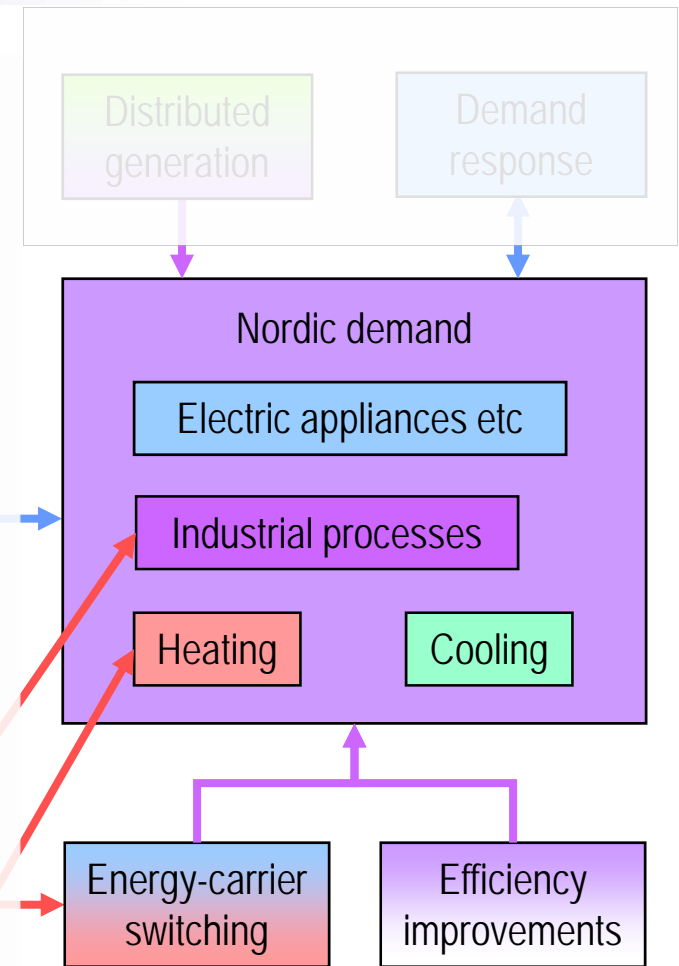 Distributed
generation
Demand
response
Nordic demand
Electric appliances etc
Industrial processes
Heating
Cooling
Energy-carrier
switching
Efficiency
improvements